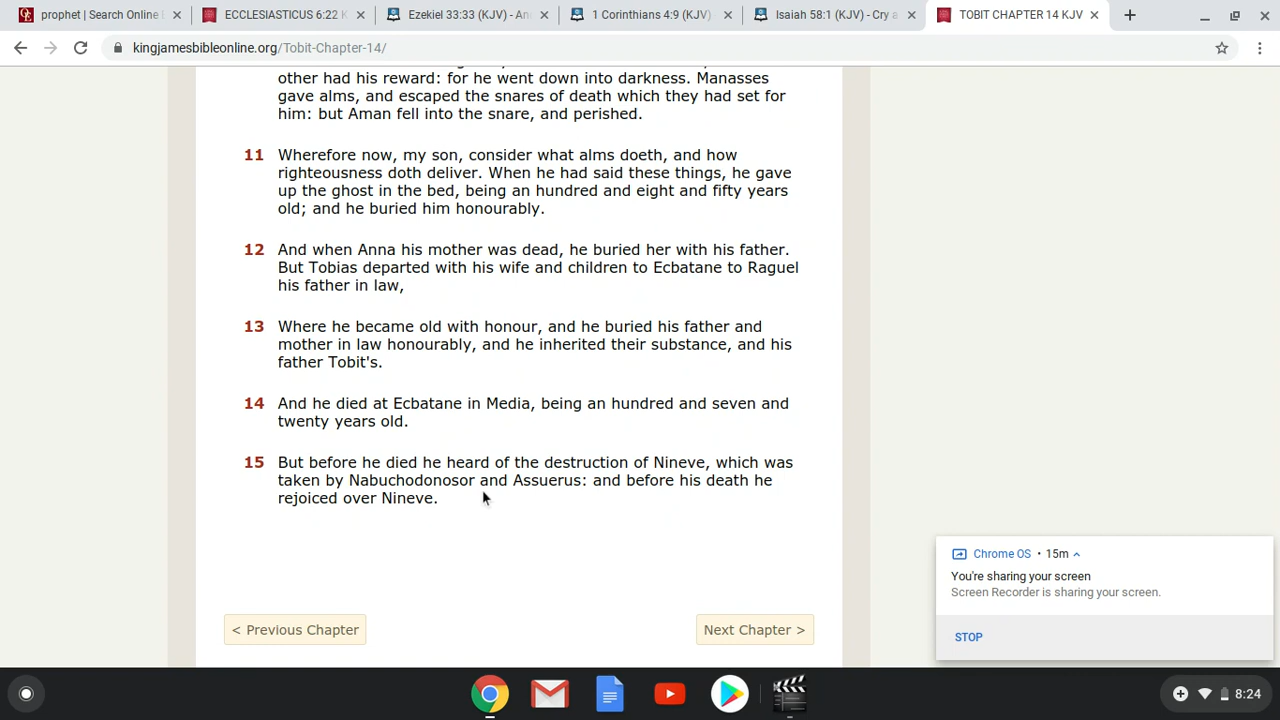 prophet | Search Online
ECCLESIASTICUS 6:22 K
Ezekiel 33:33 (KJV) - An
1 Corinthians 4:9 (KJV)
Isaiah 58:1 (KJV) - Cry a
TOBIT CHAPTER 14 KJV
kingjamesbibleonline.org/Tobit-Chapter-14/
other had his reward: for he went down into darkness. Manasses
gave alms, and escaped the snares of death which they had set for
him: but Aman fell into the snare, and perished.
11 Wherefore now, my son, consider what alms doeth, and how
righteousness doth deliver. When he had said these things, he gave
up the ghost in the bed, being an hundred and eight and fifty years
old; and he buried him honourably.
12 And when Anna his mother was dead, he buried her with his father.
But Tobias departed with his wife and children to Ecbatane to Raguel
his father in law,
13 Where he became old with honour, and he buried his father and
mother in law honourably, and he inherited their substance, and his
father Tobit's.
14 And he died at Ecbatane in Media, being an hundred and seven and
twenty years old.
15 But before he died he heard of the destruction of Nineve, which was
taken by Nabuchodonosor and Assuerus: and before his death he
rejoiced over Nineve.
< Previous Chapter
Next Chapter >
Chrome OS • 15m
You're sharing your screen
Screen Recorder is sharing your screen.
STOP
8:24